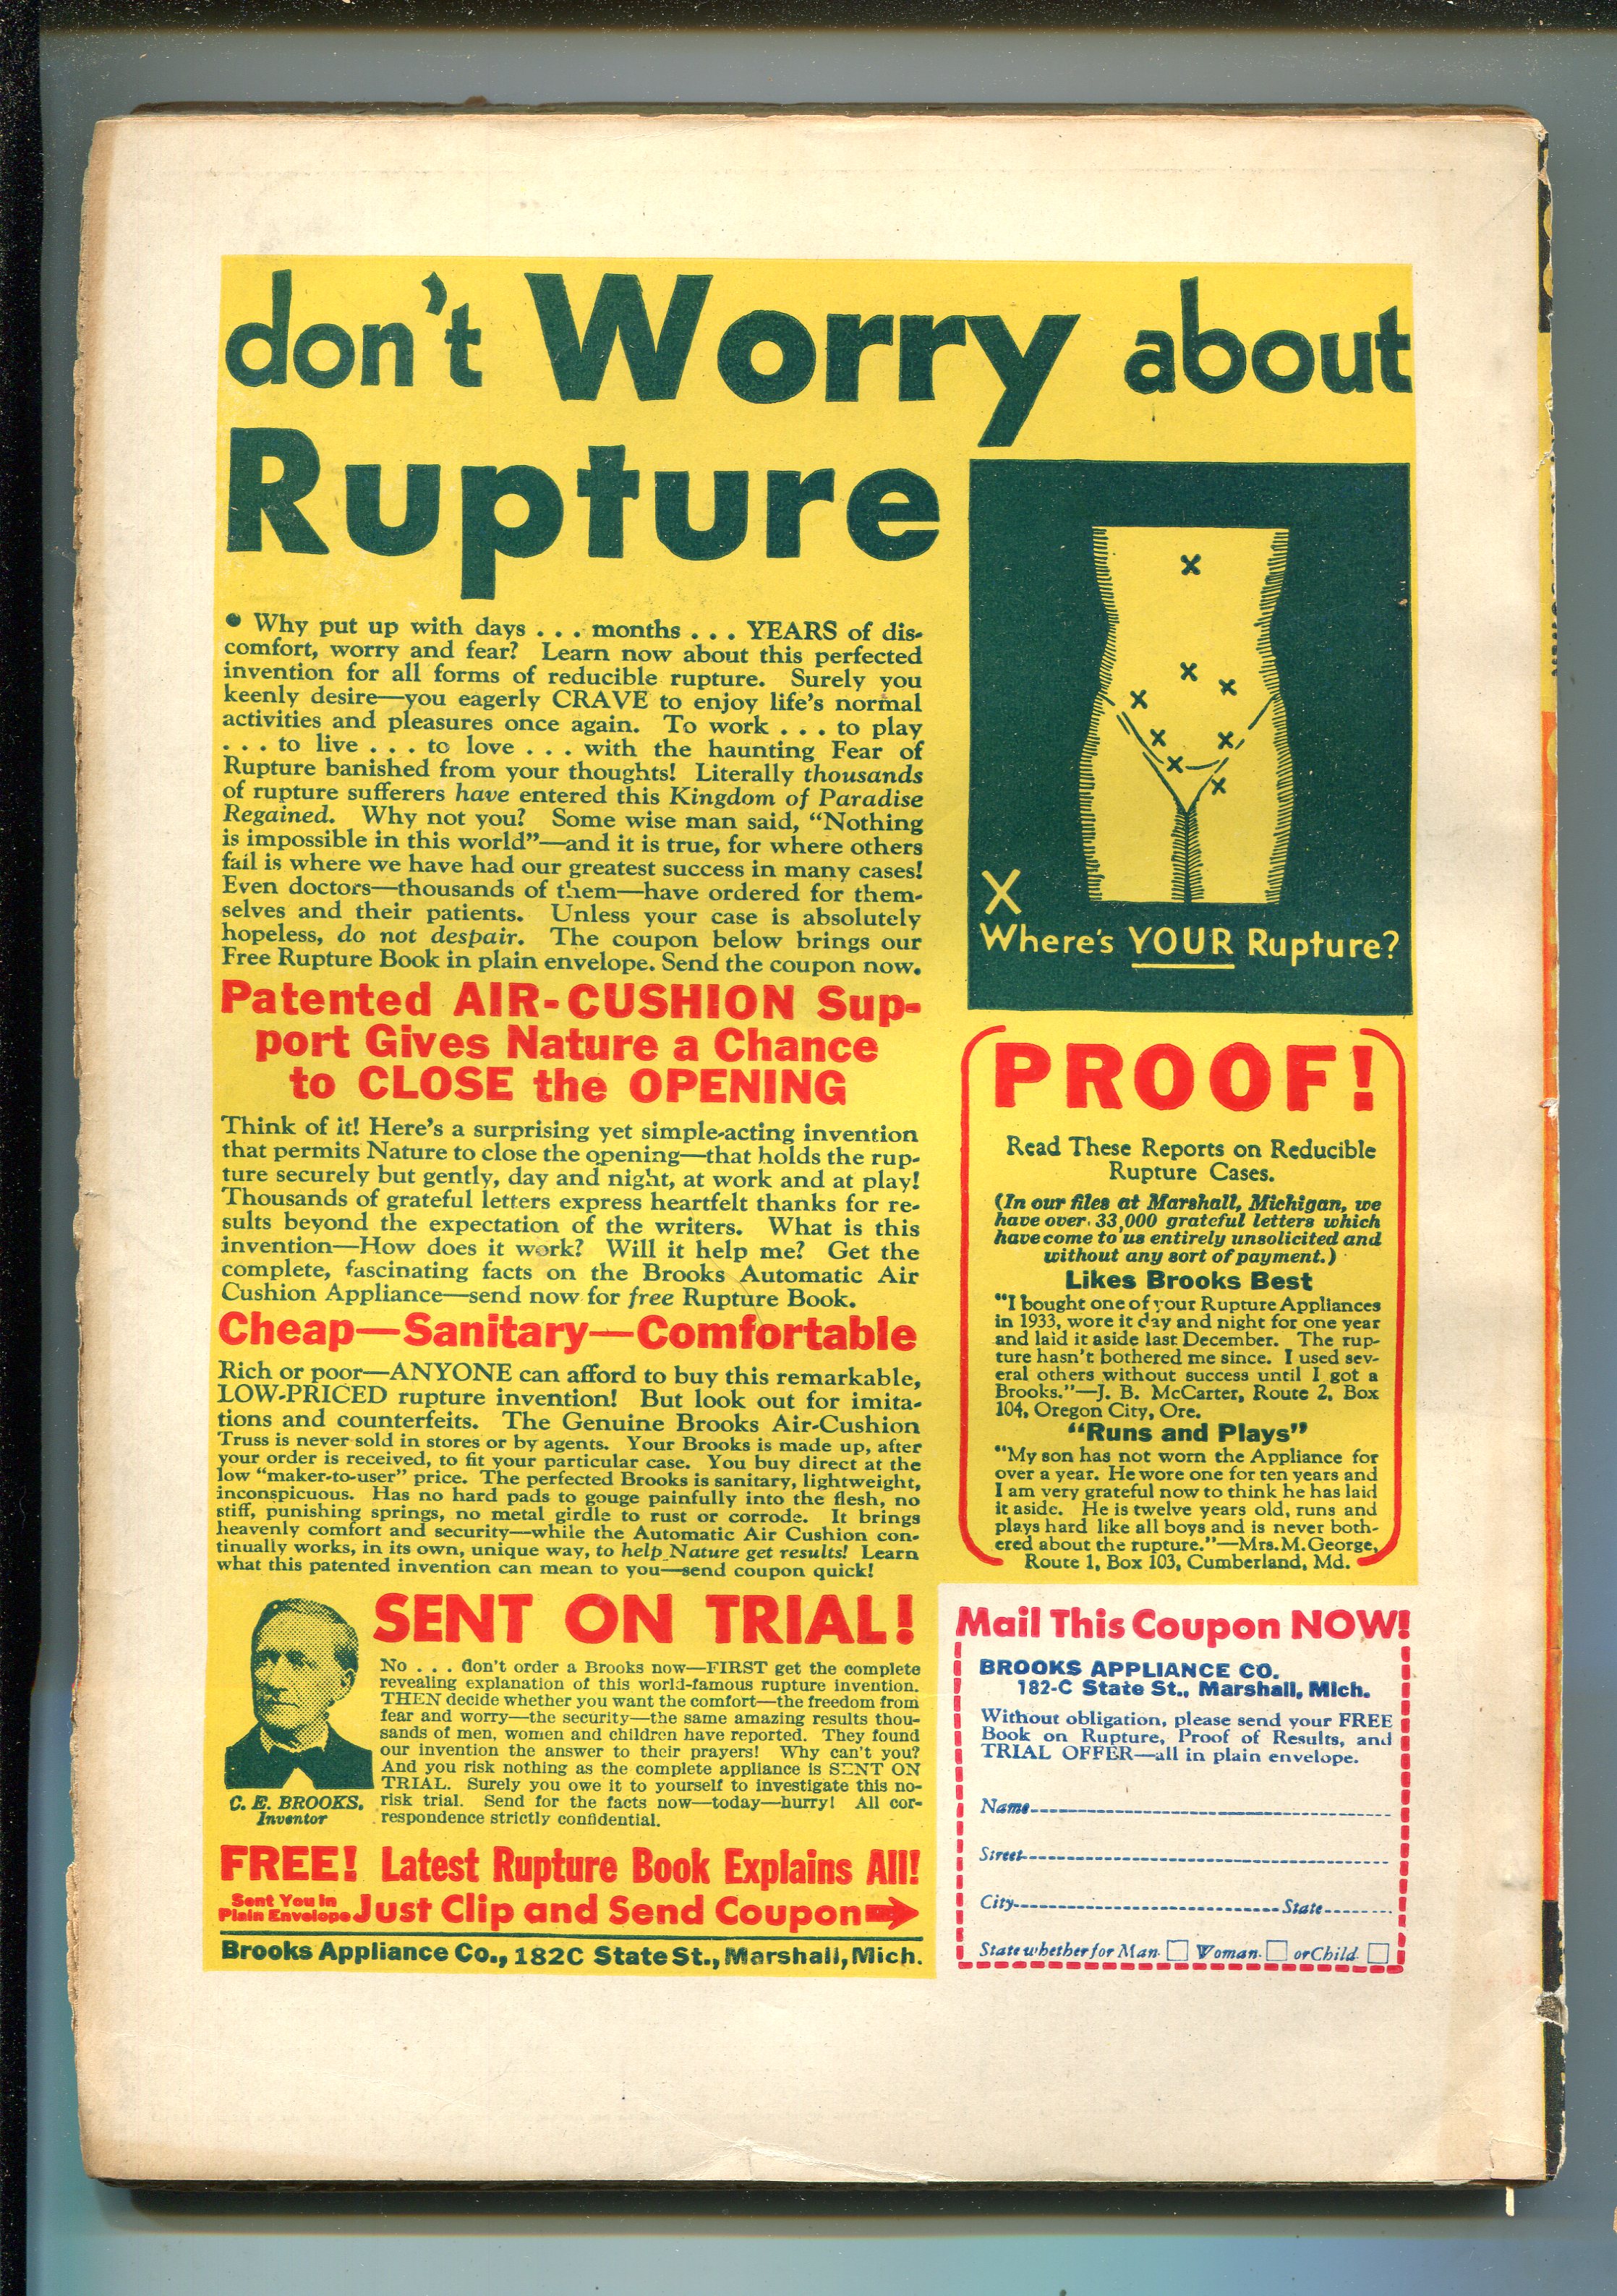 don't Worry about
Rupture
• Why put up with days . . . months . . . YEARS of dis-
comfort, worry and fear? Learn now about this perfected
invention for all forms of reducible rupture. Surely you
keenly desire—you eagerly CRAVE to enjoy life's normal
activities and pleasures once again. To work . . . to play
. . . to live . . . to love . . . with the haunting Fear of
Rupture banished from your thoughts! Literally thousands
of rupture sufferers have entered this Kingdom of Paradise
Regained. Why not you? Some wise man said, "Nothing
is impossible in this world"—and it is true, for where others
fail is where we have had our greatest success in many cases!
Even doctors—thousands of them—have ordered for them-
selves and their patients. Unless your case is absolutely
hopeless, do not despair. The coupon below brings our
Free Rupture Book in plain envelope. Send the coupon now.
Patented AIR-CUSHION Sup-
port Gives Nature a Chance
to CLOSE the OPENING
Think of it! Here's a surprising yet simple-acting invention
that permits Nature to close the opening—that holds the rup-
ture securely but gently, day and night, at work and at play!
Thousands of grateful letters express heartfelt thanks for re-
sults beyond the expectation of the writers. What is this
invention—How does it work? Will it help me? Get the
complete, fascinating facts on the Brooks Automatic Air
Cushion Appliance—send now for free Rupture Book.
Cheap—Sanitary—Comfortable
Rich or poor—ANYONE can afford to buy this remarkable,
LOW-PRICED rupture invention! But look out for imita-
tions and counterfeits. The Genuine Brooks Air-Cushion
Truss is never sold in stores or by agents. Your Brooks is made up, after
your order is received, to fit your particular case. You buy direct at the
low "maker-to-user" price. The perfected Brooks is sanitary, lightweight,
inconspicuous. Has no hard pads to gouge painfully into the flesh, no
stiff, punishing springs, no metal girdle to rust or corrode. It brings
heavenly comfort and security—while the Automatic Air Cushion con-
tinually works, in its own, unique way, to help Nature get results! Learn
what this patented invention can mean to you—send coupon quick!
SENT ON TRIAL!
No . . . don't order a Brooks now—FIRST get the complete
revealing explanation of this world-famous rupture invention.
THEN decide whether you want the comfort—the freedom from
fear and worry—the security—the same amazing results thou-
sands of men, women and children have reported. They found
our invention the answer to their prayers! Why can't you?
And you risk nothing as the complete appliance is SENT ON
TRIAL. Surely you owe it to yourself to investigate this no-
risk trial. Send for the facts now—today—hurry! All cor-
respondence strictly confidential.
C. E. BROOKS,
Inventor
FREE! Latest Rupture Book Explains All!
Sent You in
Plain Envelope
Just Clip and Send Coupon
Brooks Appliance Co., 182C State St., Marshall, Mich.
X X X X X X X X X
X
Where's YOUR Rupture?
PROOF!
Read These Reports on Reducible
Rupture Cases.
(In our files at Marshall, Michigan, we
have over 33,000 grateful letters which
have come to us entirely unsolicited and
without any sort of payment.)
Likes Brooks Best
"I bought one of your Rupture Appliances
in 1933, wore it day and night for one year
and laid it aside last December. The rup-
ture hasn't bothered me since. I used sev-
eral others without success until I got a
Brooks."—J. B. McCarter, Route 2, Box
104, Oregon City, Ore.
"Runs and Plays"
"My son has not worn the Appliance for
over a year. He wore one for ten years and
I am very grateful now to think he has laid
it aside. He is twelve years old, runs and
plays hard like all boys and is never both-
ered about the rupture."—Mrs. M. George,
Route 1, Box 103, Cumberland, Md.
Mail This Coupon NOW!
BROOKS APPLIANCE CO.
182-C State St., Marshall, Mich.
Without obligation, please send your FREE
Book on Rupture, Proof of Results, and
TRIAL OFFER—all in plain envelope.
Name
Street
City State
State whether for Man □ Woman □ or Child □